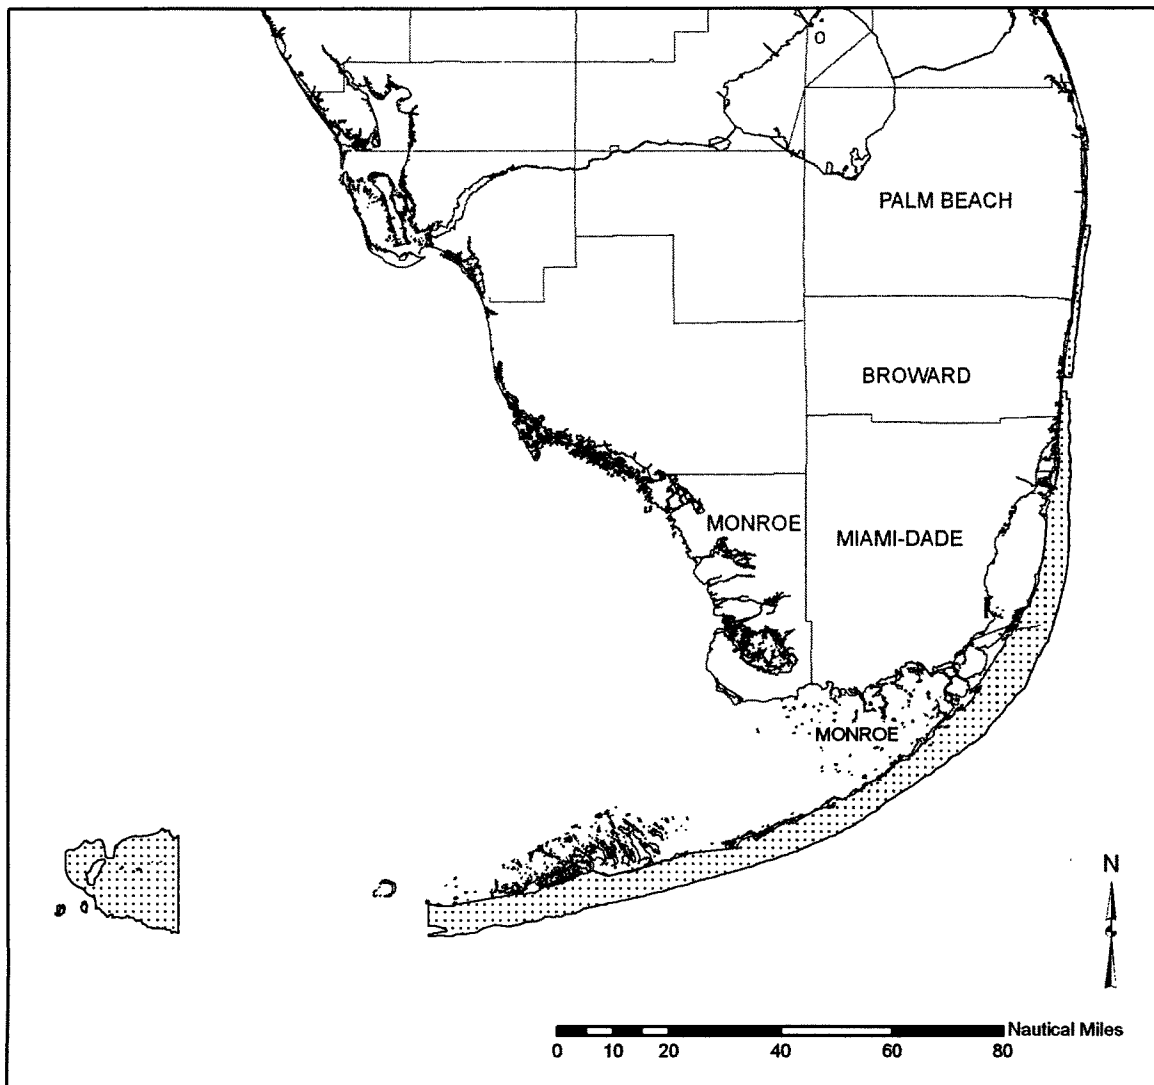 PALM BEACH
BROWARD
MONROE
MIAMI-DADE
MONROE
N
Nautical Miles
0 10 20 40 60 80